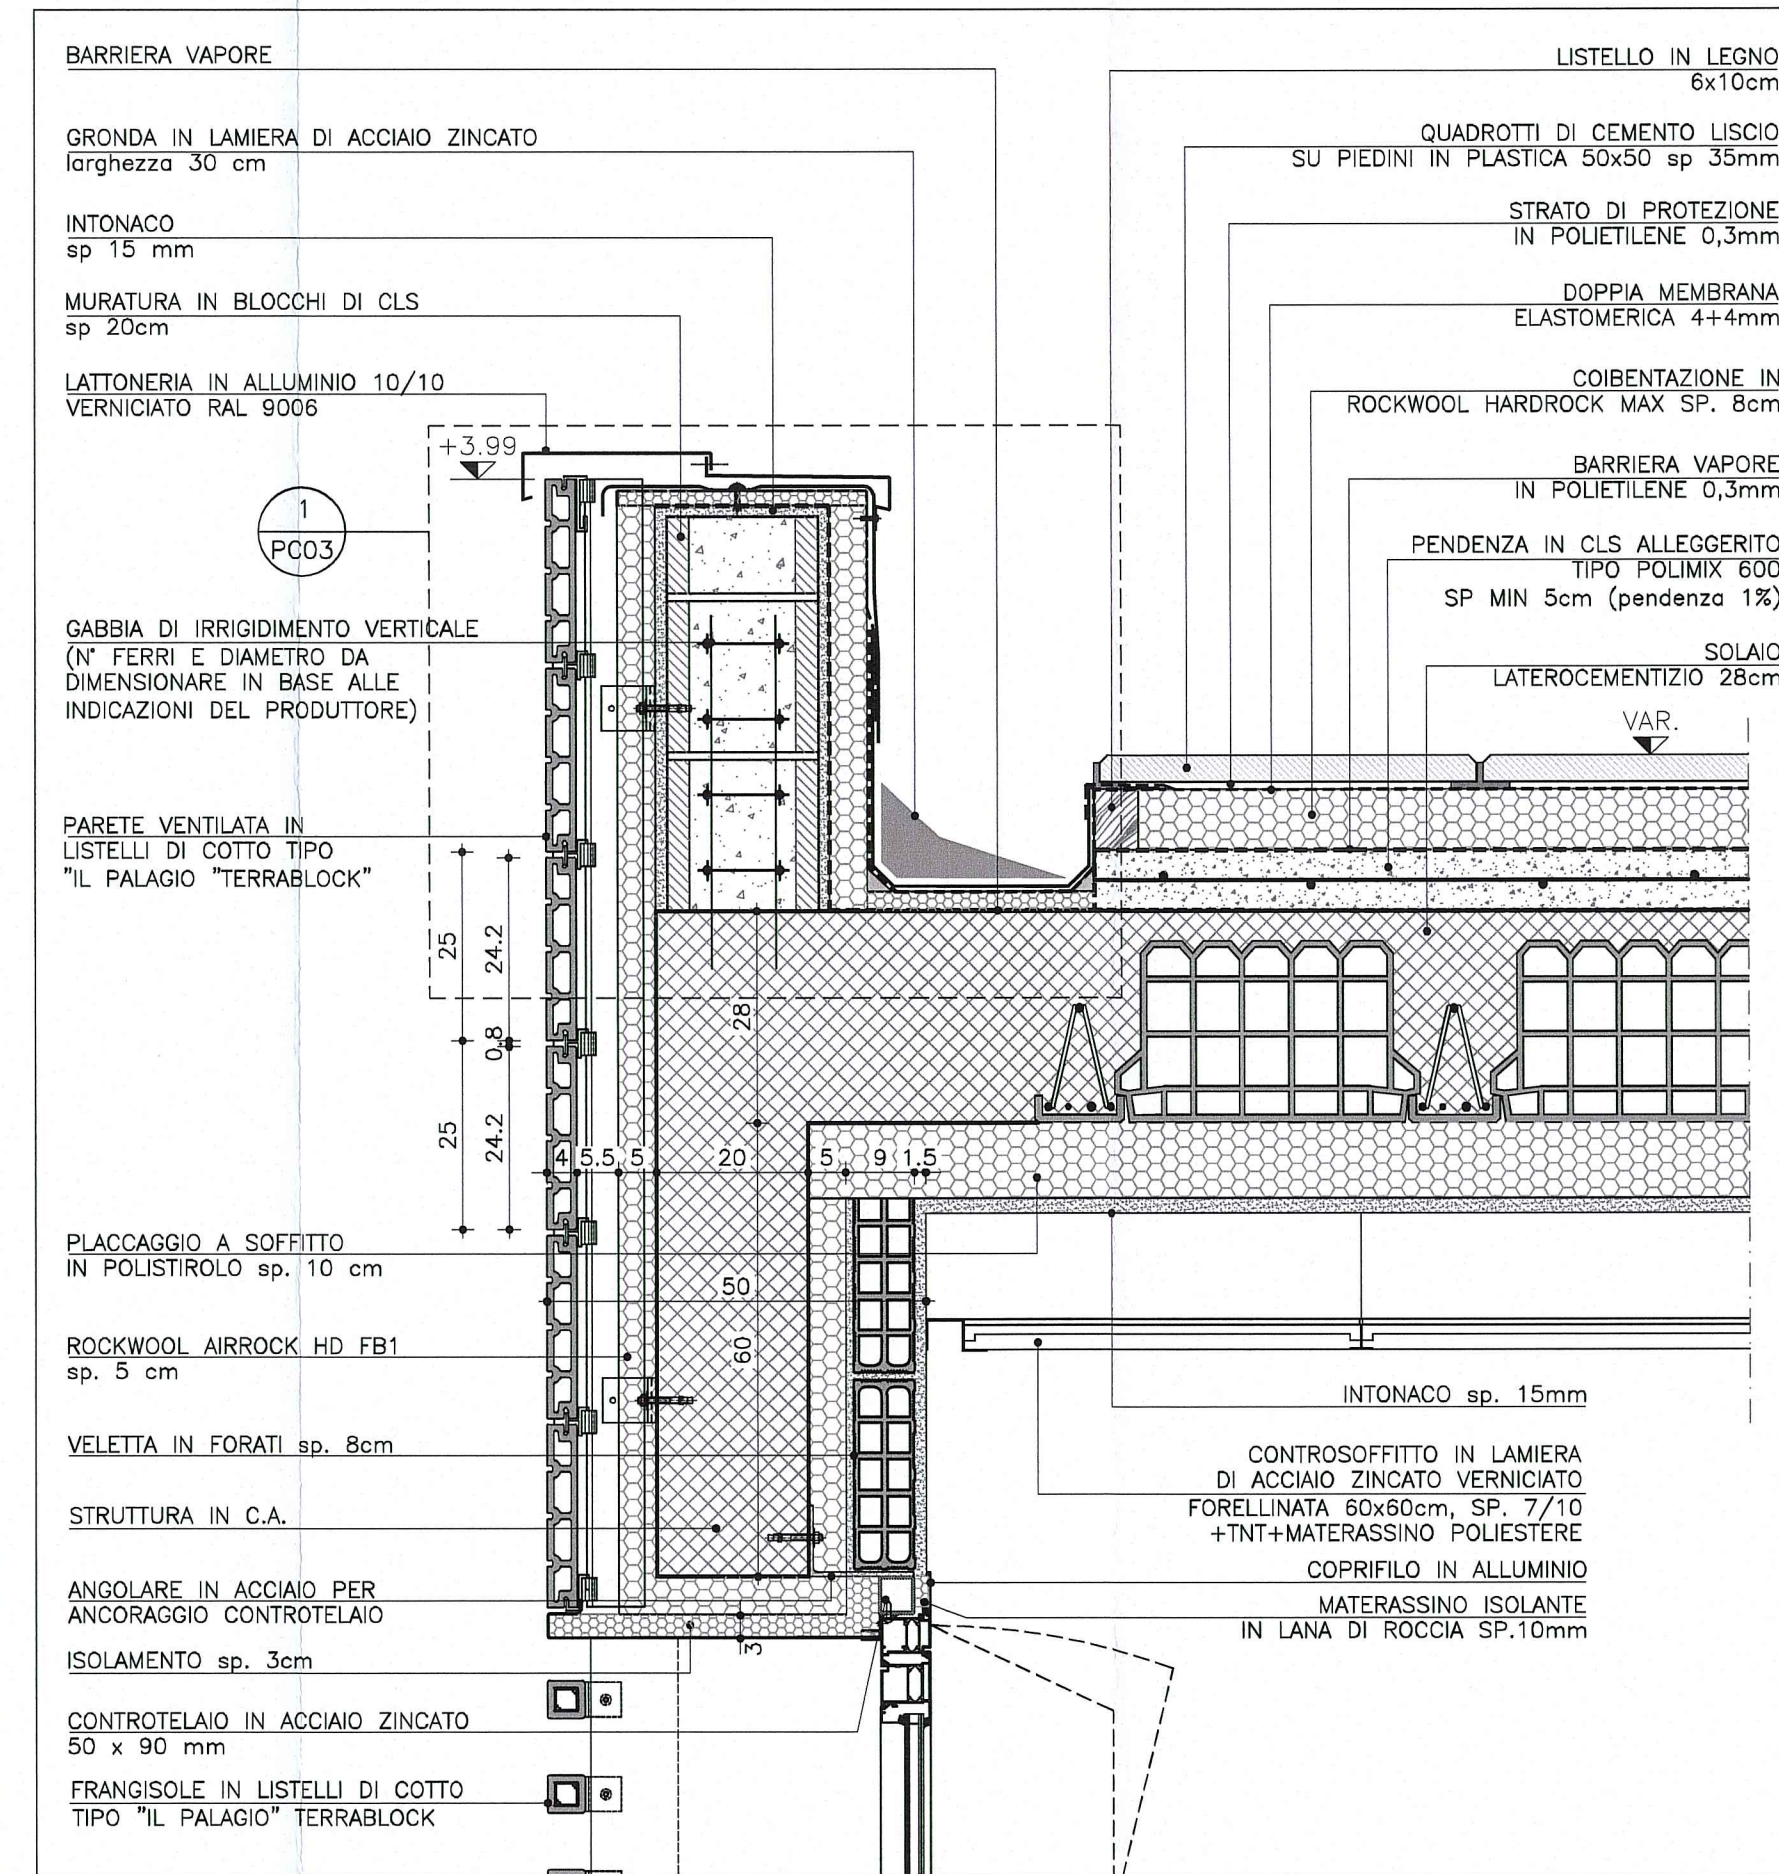 BARRIERA VAPORE
GRONDA IN LAMIERA DI ACCIAIO ZINCATO
larghezza 30 cm
INTONACO
sp 15 mm
MURATURA IN BLOCCHI DI CLS
sp 20cm
LATTONERIA IN ALLUMINIO 10/10
VERNICIATO RAL 9006
+3.99
1
PC03
GABBIA DI IRRIGIDIMENTO VERTICALE
(N° FERRI E DIAMETRO DA
DIMENSIONARE IN BASE ALLE
INDICAZIONI DEL PRODUTTORE)
PARETE VENTILATA IN
LISTELLI DI COTTO TIPO
"IL PALAGIO "TERRABLOCK"
25
24.2
0.8
25
24.2
PLACCAGGIO A SOFFITTO
IN POLISTIROLO sp. 10 cm
ROCKWOOL AIRROCK HD FB1
sp. 5 cm
VELETTA IN FORATI sp. 8cm
STRUTTURA IN C.A.
ANGOLARE IN ACCIAIO PER
ANCORAGGIO CONTROTELAIO
ISOLAMENTO sp. 3cm
CONTROTELAIO IN ACCIAIO ZINCATO
50 x 90 mm
FRANGISOLE IN LISTELLI DI COTTO
TIPO "IL PALAGIO" TERRABLOCK
28
4 5.5 5 20 5 9 1.5
50
60
3
LISTELLO IN LEGNO
6x10cm
QUADROTTI DI CEMENTO LISCIO
SU PIEDINI IN PLASTICA 50x50 sp 35mm
STRATO DI PROTEZIONE
IN POLIETILENE 0,3mm
DOPPIA MEMBRANA
ELASTOMERICA 4+4mm
COIBENTAZIONE IN
ROCKWOOL HARDROCK MAX SP. 8cm
BARRIERA VAPORE
IN POLIETILENE 0,3mm
PENDENZA IN CLS ALLEGGERITO
TIPO POLIMIX 600
SP MIN 5cm (pendenza 1%)
SOLAIO
LATEROCEMENTIZIO 28cm
VAR.
INTONACO sp. 15mm
CONTROSOFFITTO IN LAMIERA
DI ACCIAIO ZINCATO VERNICIATO
FORELLINATA 60x60cm, SP. 7/10
+TNT+MATERASSINO POLIESTERE
COPRIFILO IN ALLUMINIO
MATERASSINO ISOLANTE
IN LANA DI ROCCIA SP.10mm